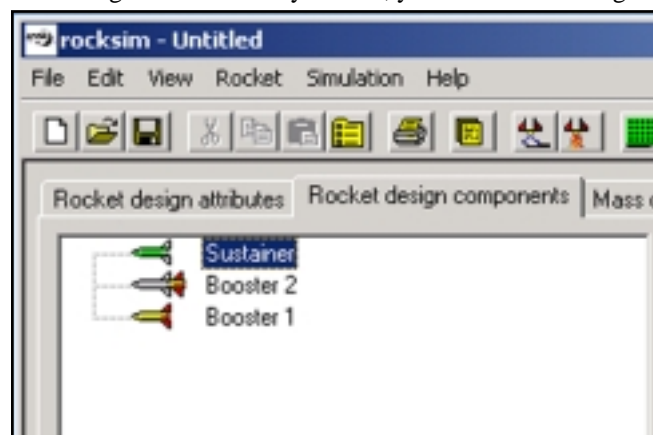 rocksim - Untitled
File Edit View Rocket Simulation Help
Rocket design attributes Rocket design components Mass
Sustainer
Booster 2
Booster 1